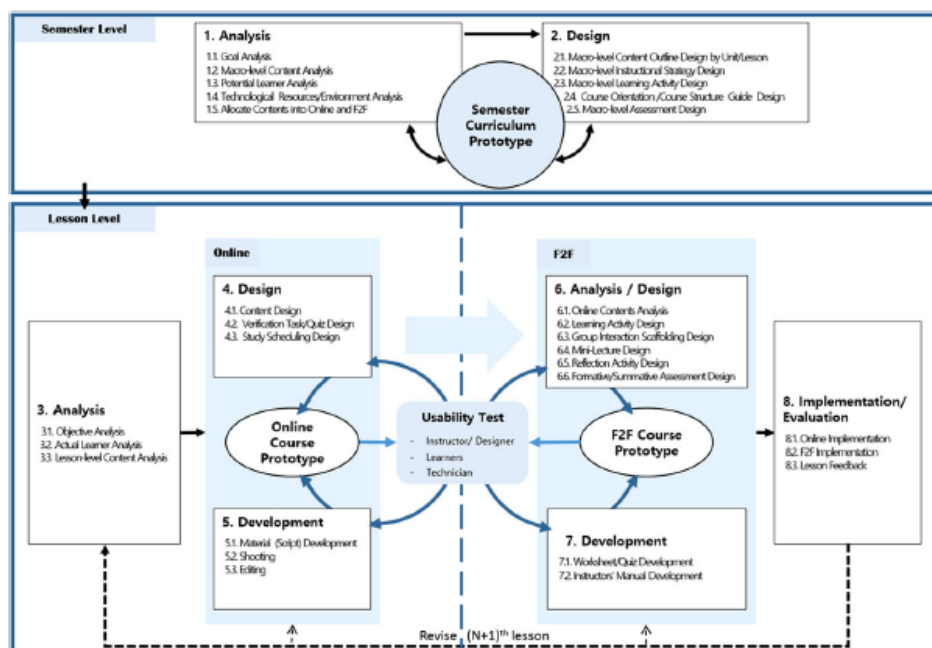 Semester Level
1. Analysis
1.1. Goal Analysis
1.2. Macro-level Content Analysis
1.3. Potential Learner Analysis
1.4. Technological Resources/Environment Analysis
1.5. Allocate Contents into Online and F2F
2. Design
2.1. Macro-level Content Outline Design by Unit/Lesson
2.2. Macro-level Instructional Strategy Design
2.3. Macro-level Learning Activity Design
2.4. Course Orientation /Course Structure Guide Design
2.5. Macro-level Assessment Design
Semester
Curriculum
Prototype
Lesson Level
Online
F2F
4. Design
4.1. Content Design
4.2. Verification Task/Quiz Design
4.3. Study Scheduling Design
6. Analysis / Design
6.1. Online Contents Analysis
6.2. Learning Activity Design
6.3. Group Interaction Scaffolding Design
6.4. Mini-Lecture Design
6.5. Reflection Activity Design
6.6. Formative/Summative Assessment Design
3. Analysis
3.1. Objective Analysis
3.2. Actual Learner Analysis
3.3. Lesson-level Content Analysis
Online
Course
Prototype
Usability Test
- Instructor/ Designer
- Learners
- Technician
F2F Course
Prototype
8. Implementation/
Evaluation
8.1. Online Implementation
8.2. F2F Implementation
8.3. Lesson Feedback
5. Development
5.1. Material (Script) Development
5.2. Shooting
5.3. Editing
7. Development
7.1. Worksheet/Quiz Development
7.2. Instructors' Manual Development
Revise (N+1)th lesson